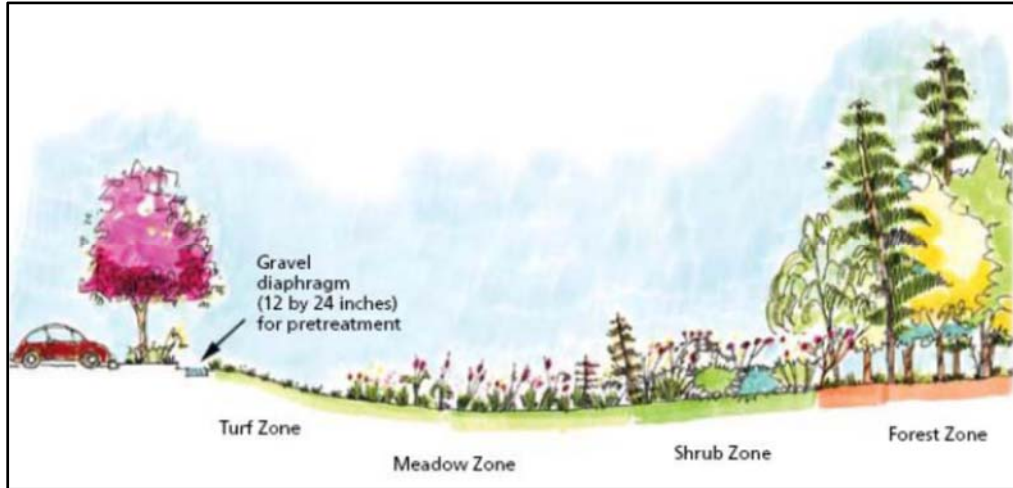 Gravel
diaphragm
(12 by 24 inches)
for pretreatment
Turf Zone
Meadow Zone
Shrub Zone
Forest Zone